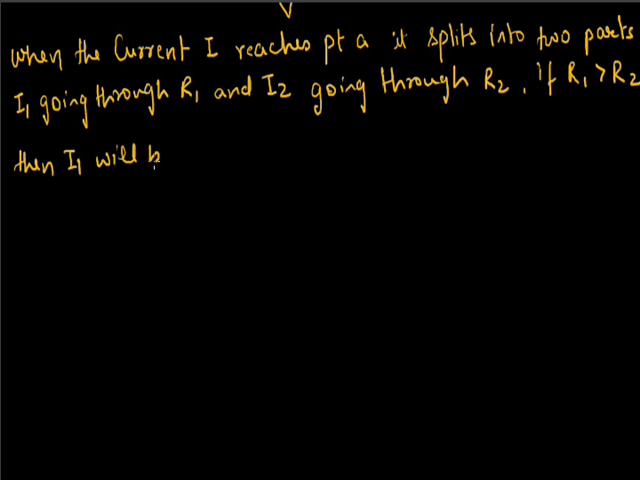 V
when the Current I reaches pt a it splits into two parts
I₁ going through R₁ and I₂ going through R₂, if R₁ > R₂
then I₁ will b